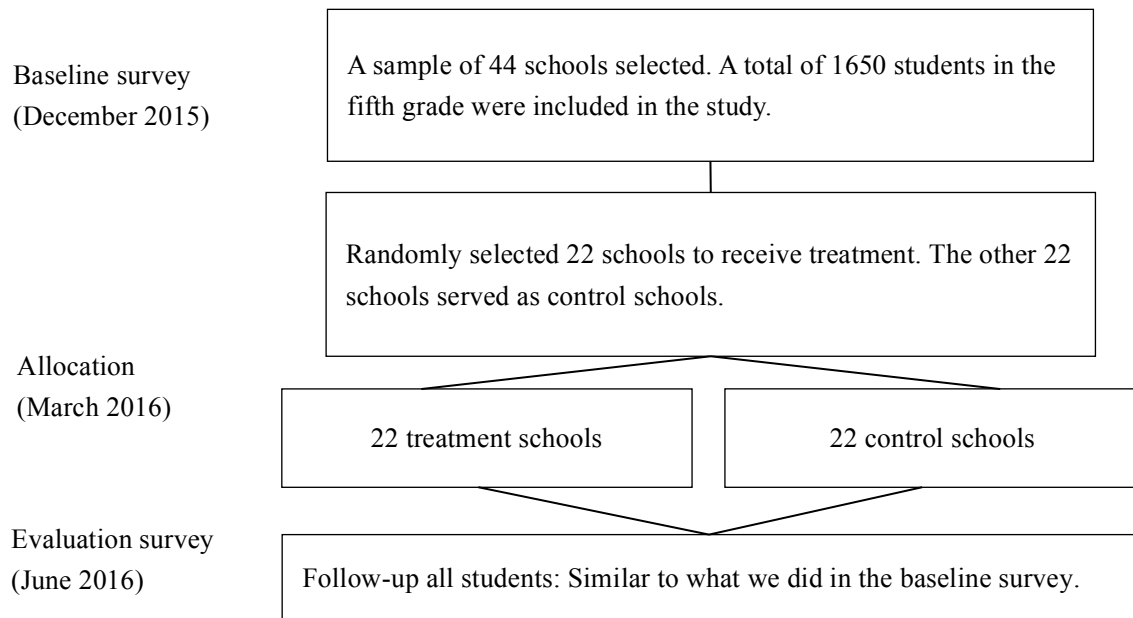 Baseline survey
(December 2015)
A sample of 44 schools selected. A total of 1650 students in the
fifth grade were included in the study.
Randomly selected 22 schools to receive treatment. The other 22
schools served as control schools.
Allocation
(March 2016)
22 treatment schools
22 control schools
Evaluation survey
(June 2016)
Follow-up all students: Similar to what we did in the baseline survey.